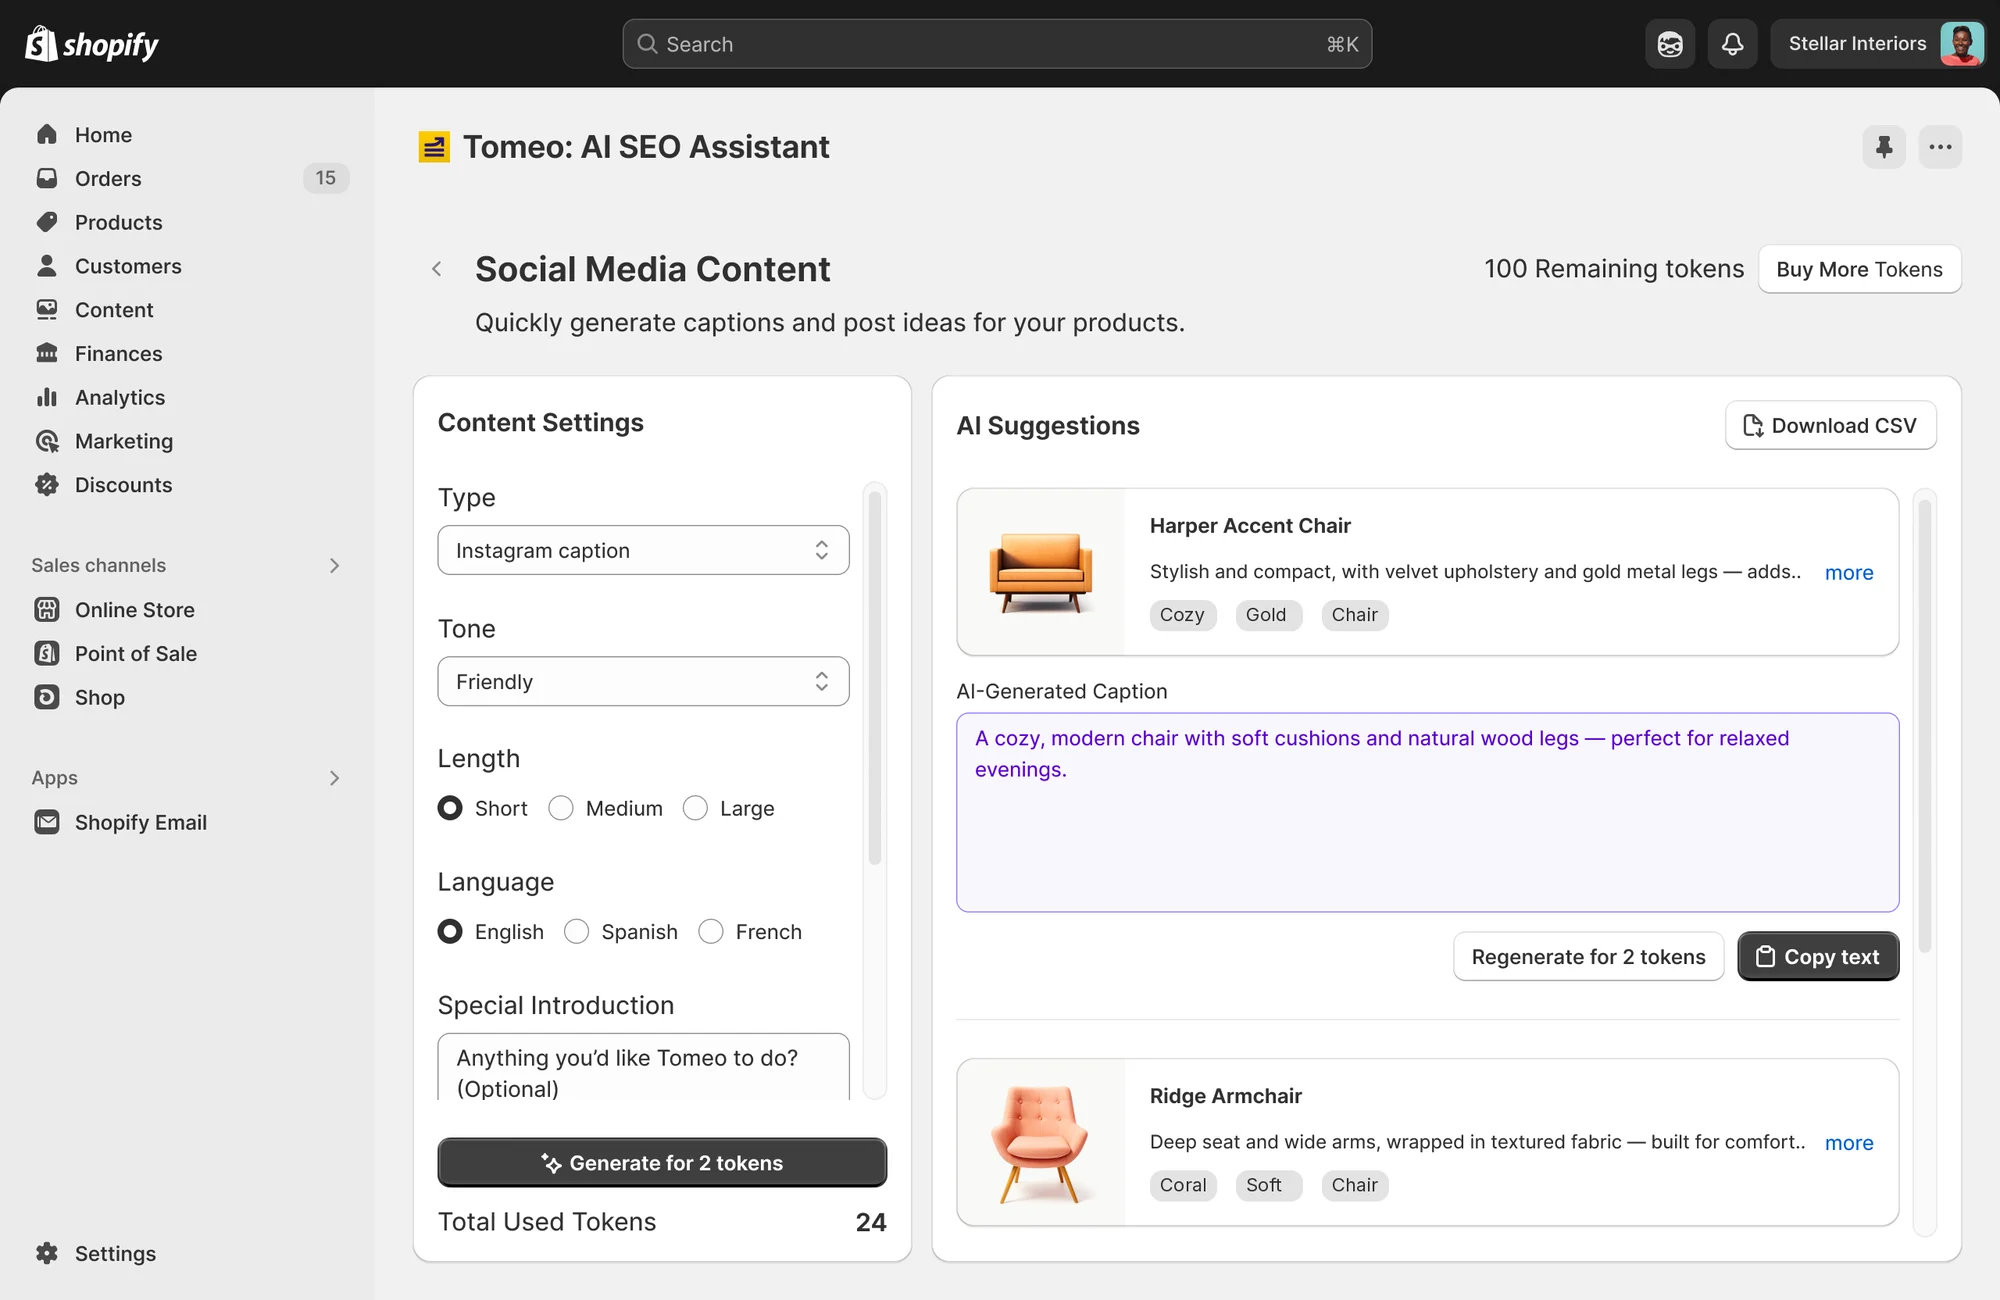 shopify
Search
⌘K
Stellar Interiors
Home
Orders
15
Products
Customers
Content
Finances
Analytics
Marketing
Discounts
Sales channels
Online Store
Point of Sale
Shop
Apps
Shopify Email
Settings
Tomeo: AI SEO Assistant
Social Media Content
100 Remaining tokens
Buy More Tokens
Quickly generate captions and post ideas for your products.
Content Settings
Type
Instagram caption
Tone
Friendly
Length
Short
Medium
Large
Language
English
Spanish
French
Special Introduction
Anything you’d like Tomeo to do?
(Optional)
Generate for 2 tokens
Total Used Tokens
24
AI Suggestions
Download CSV
Harper Accent Chair
Stylish and compact, with velvet upholstery and gold metal legs — adds.. more
Cozy
Gold
Chair
AI-Generated Caption
A cozy, modern chair with soft cushions and natural wood legs — perfect for relaxed
evenings.
Regenerate for 2 tokens
Copy text
Ridge Armchair
Deep seat and wide arms, wrapped in textured fabric — built for comfort.. more
Coral
Soft
Chair